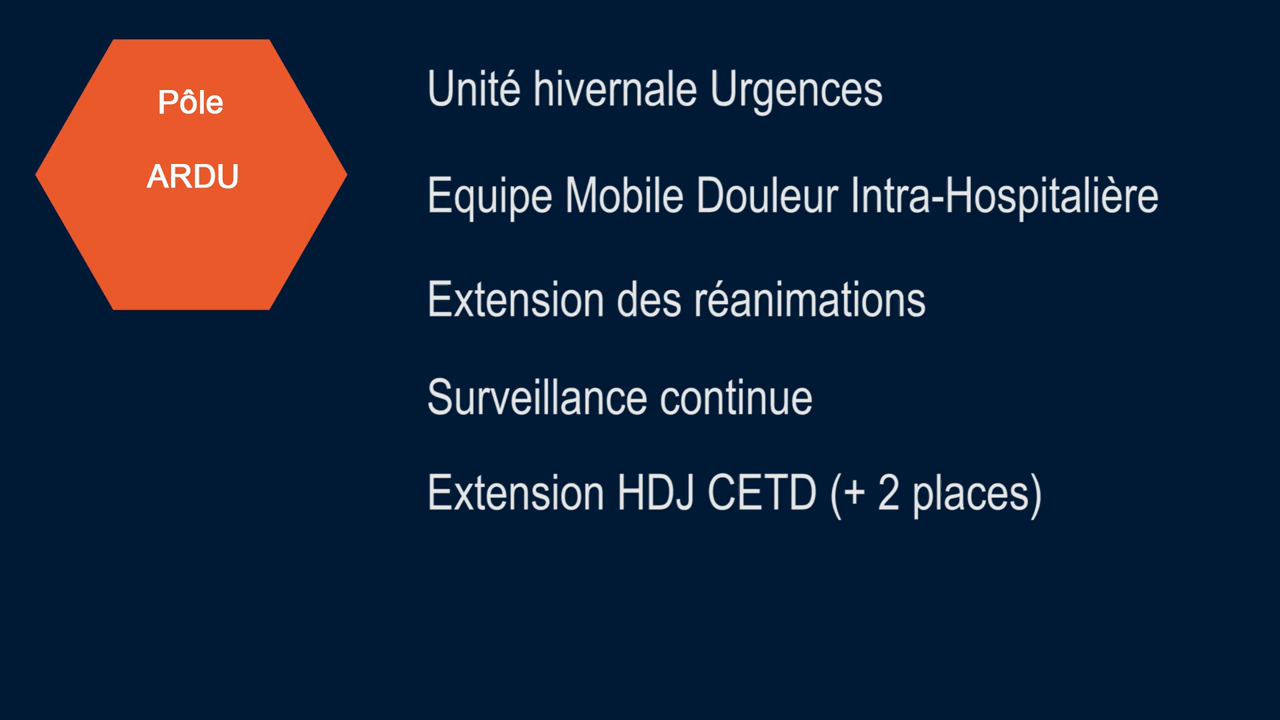 Pôle
ARDU
Unité hivernale Urgences
Equipe Mobile Douleur Intra-Hospitalière
Extension des réanimations
Surveillance continue
Extension HDJ CETD (+ 2 places)